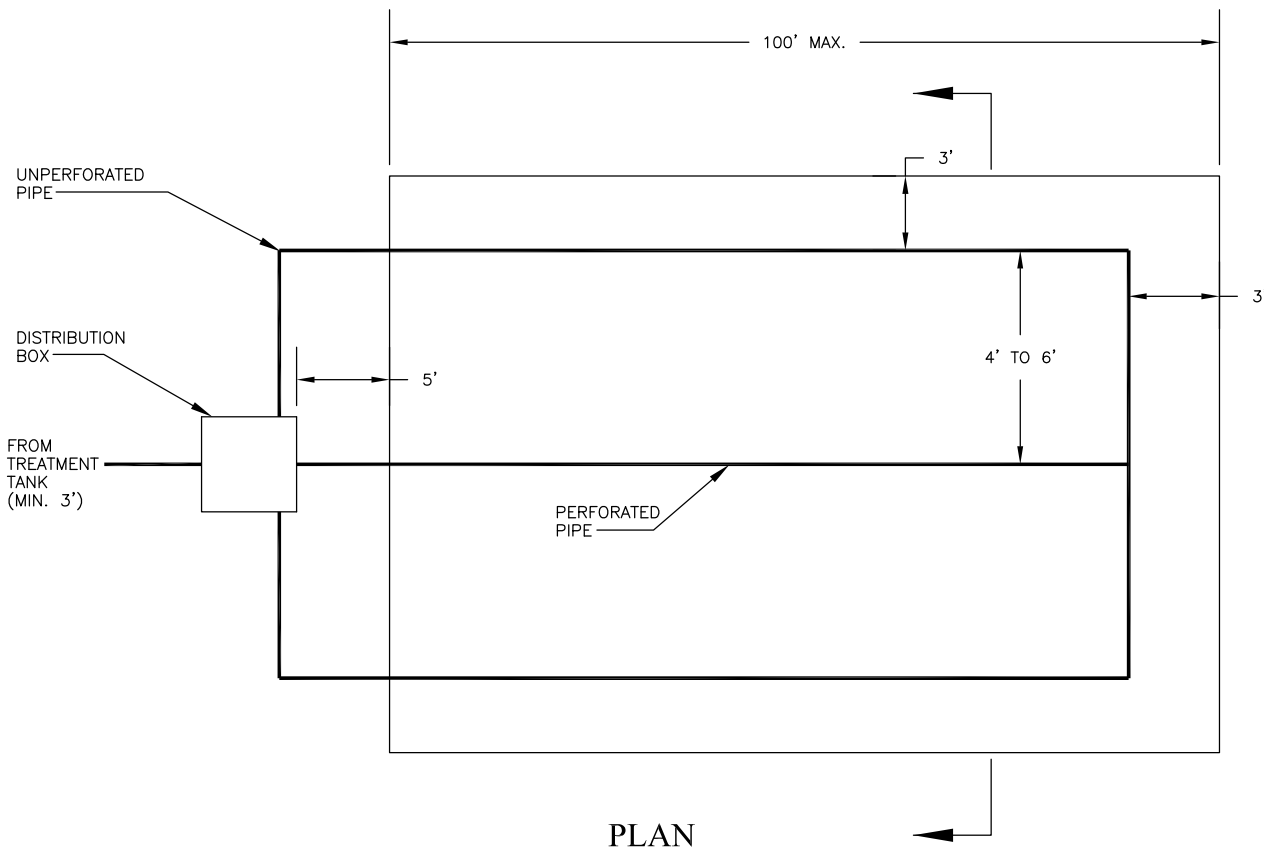 100' MAX.
3'
UNPERFORATED
PIPE
3
DISTRIBUTION
BOX
4' TO 6'
5'
FROM
TREATMENT
TANK
(MIN. 3')
PERFORATED
PIPE
PLAN